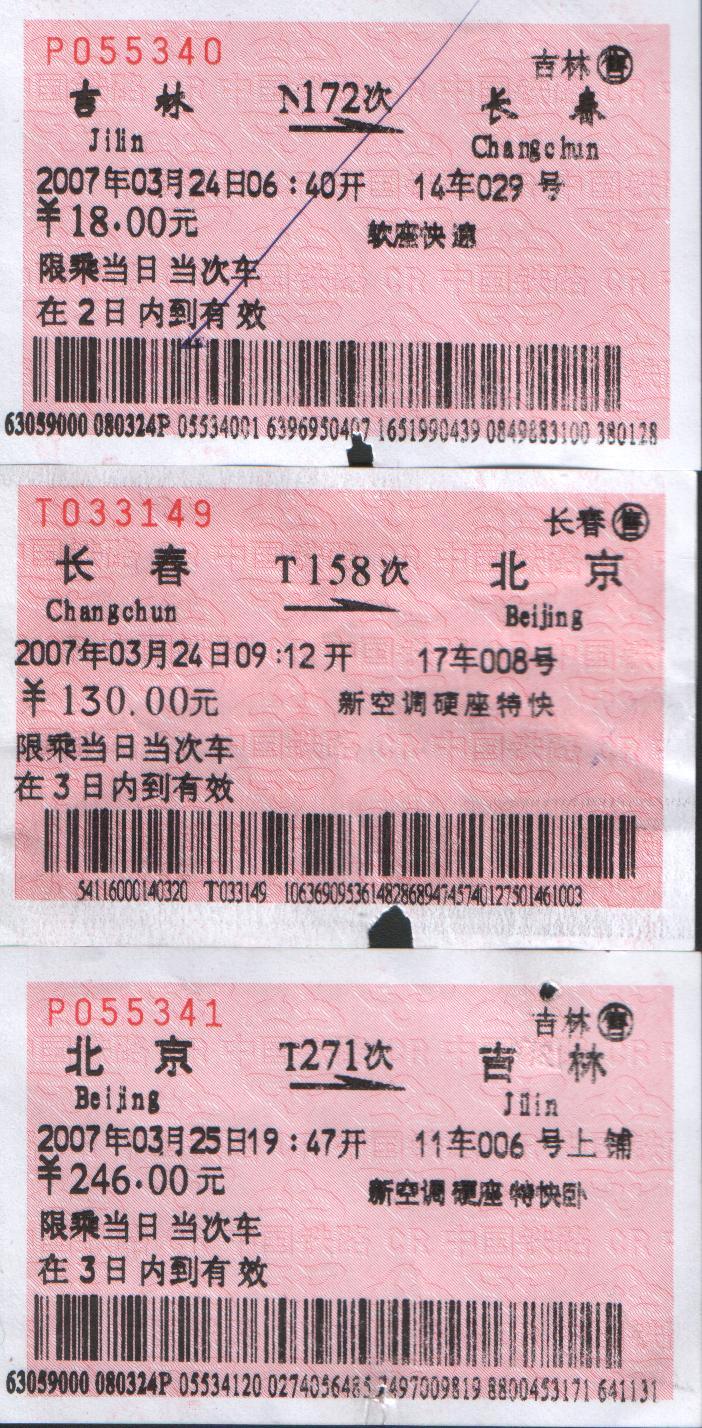 P055340
吉林 售
吉林 N172次 长春
Jilin Changchun
2007年03月24日06:40开 14车029号
¥18.00元 软座快速
限乘当日当次车
在2日内到有效
63059000 080324P 05534001 6396950407 1651990439 0849883100 380128
T033149
长春 售
长春 T158次 北京
Changchun Beijing
2007年03月24日09:12开 17车008号
¥130.00元 新空调硬座特快
限乘当日当次车
在3日内到有效
54116000140320 T033149 10636909536148286894745740127501461003
P055341
吉林 售
北京 T271次 吉林
Beijing Jilin
2007年03月25日19:47开 11车006号上铺
¥246.00元 新空调硬座特快卧
限乘当日当次车
在3日内到有效
63059000 080324P 05534120 0274056485 7497009819 8800453171 641131